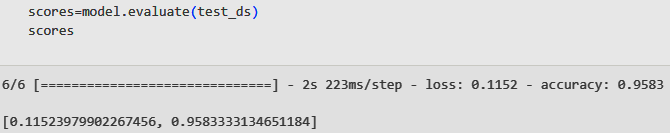 scores=model.evaluate(test_ds)
scores
6/6 [==============================] - 2s 223ms/step - loss: 0.1152 - accuracy: 0.9583
[0.11523979902267456, 0.9583333134651184]